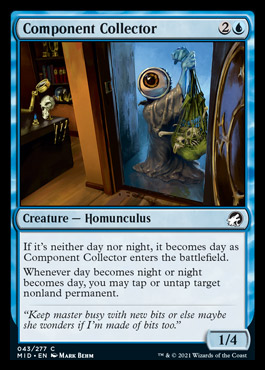 Component Collector 2
Creature — Homunculus
If it's neither day nor night, it becomes day as
Component Collector enters the battlefield.
Whenever day becomes night or night
becomes day, you may tap or untap target
nonland permanent.
"Keep master busy with new bits or else maybe
she wonders if I'm made of bits too."
1/4
043/277 C
MID • EN MARK BEHM ™ & © 2021 Wizards of the Coast